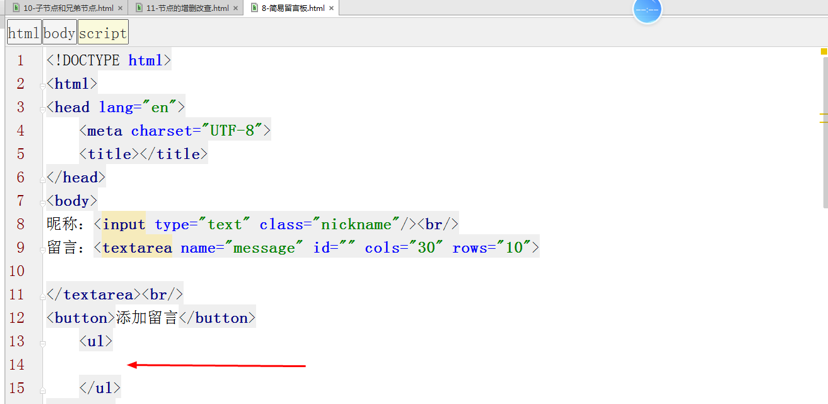 10-子节点和兄弟节点.html × 11-节点的增删改查.html × 8-简易留言板.html ×
html body script
1 <!DOCTYPE html>
2 <html>
3 <head lang="en">
4 <meta charset="UTF-8">
5 <title></title>
6 </head>
7 <body>
8 昵称：<input type="text" class="nickname"/><br/>
9 留言：<textarea name="message" id="" cols="30" rows="10">
10
11 </textarea><br/>
12 <button>添加留言</button>
13 <ul>
14
15 </ul>